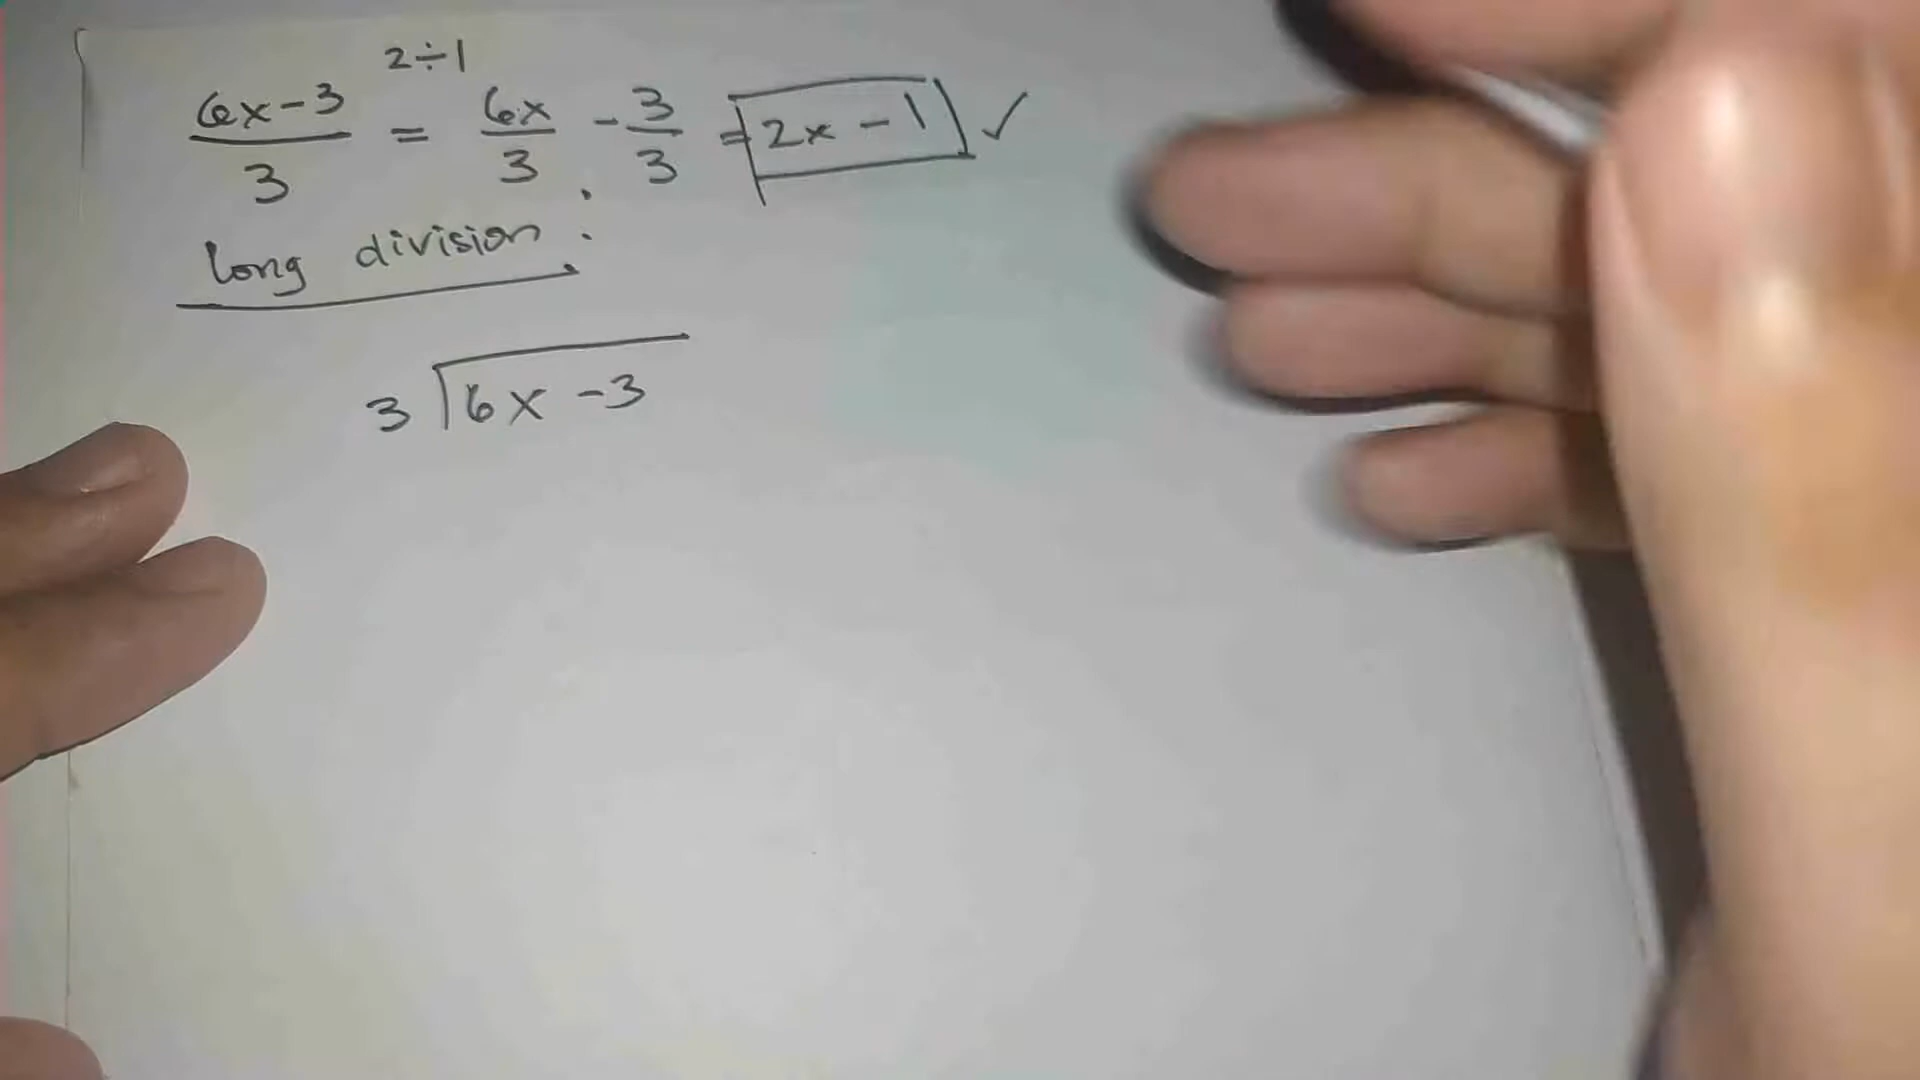 2÷1
6x-3/3 = 6x/3 - 3/3 = 2x - 1 ✓
long division:
3 6x -3